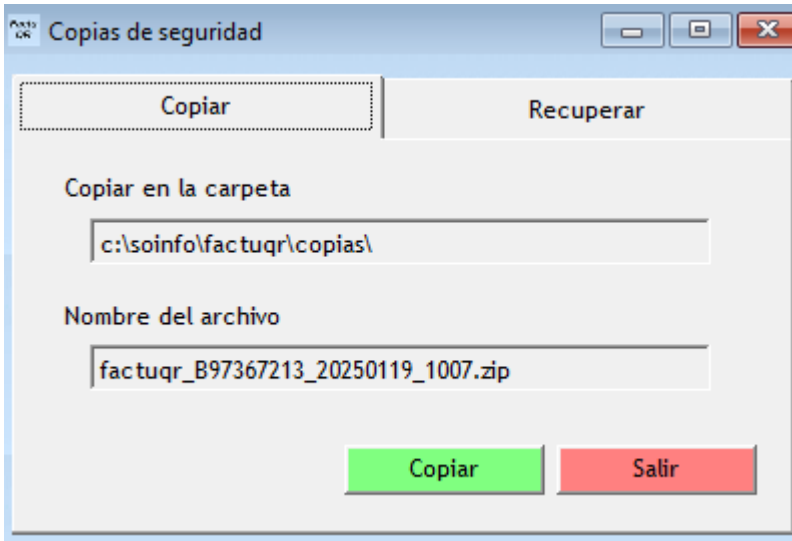 Copias de seguridad
Copiar
Recuperar
Copiar en la carpeta
c:\soinfo\factuqr\copias\
Nombre del archivo
factuqr_B97367213_20250119_1007.zip
Copiar
Salir